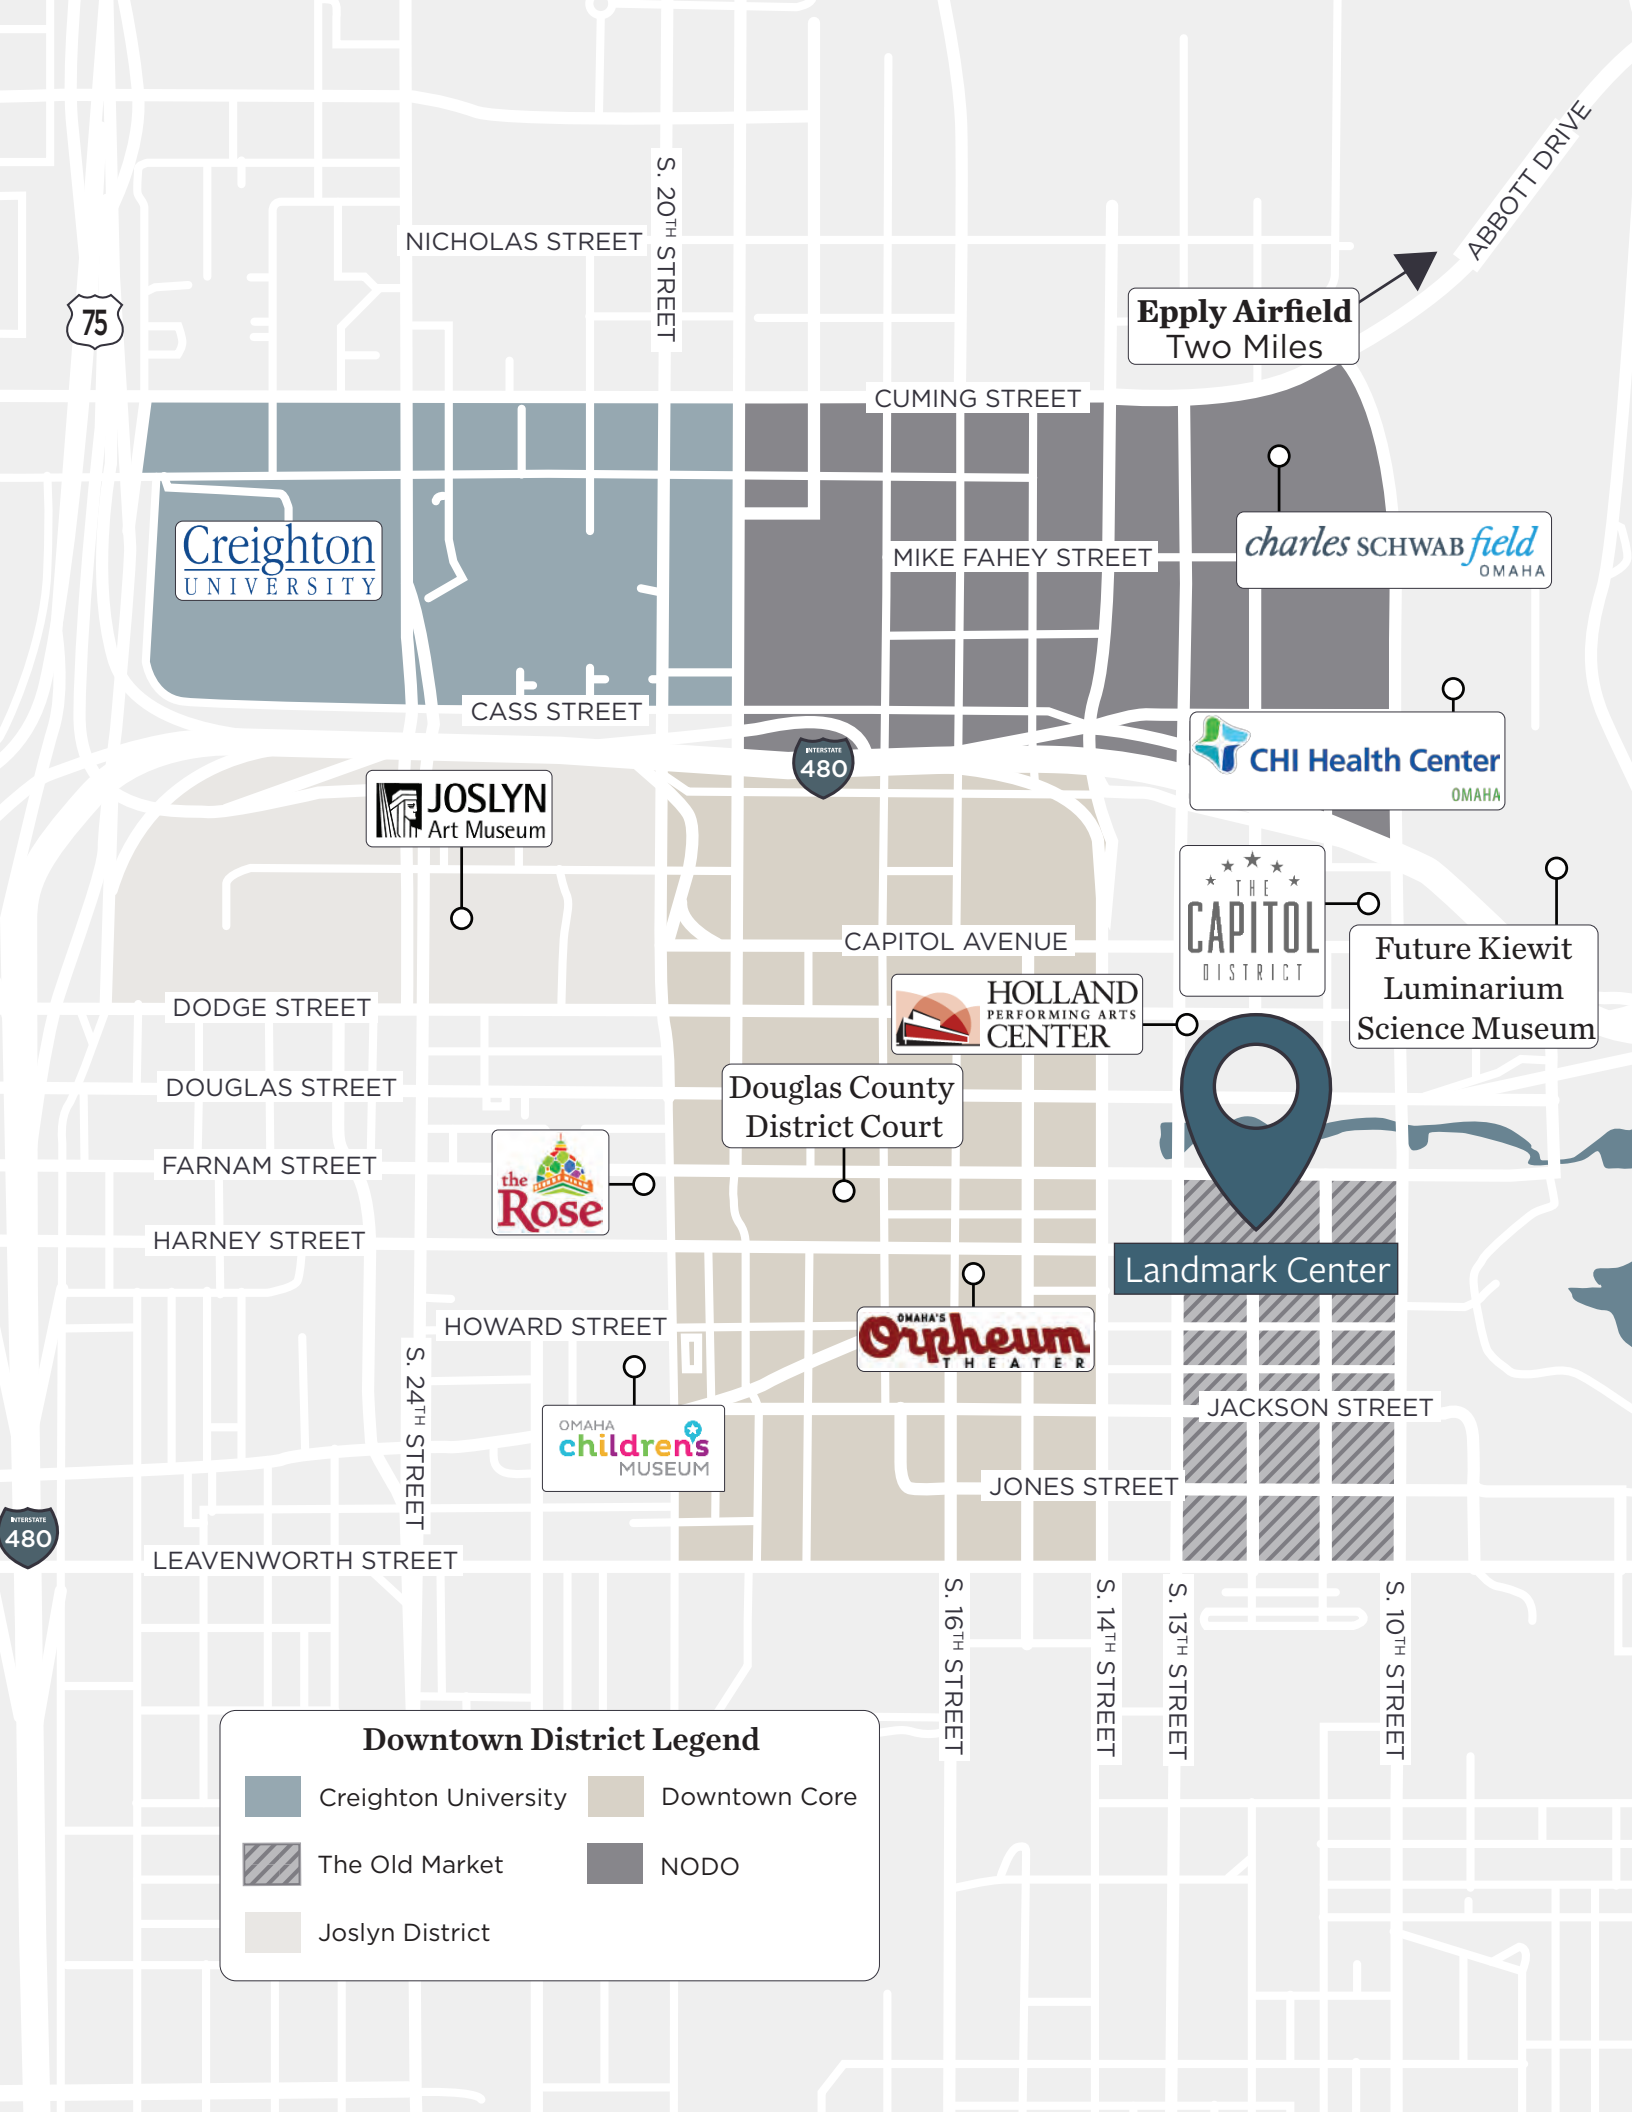 ABBOTT DRIVE
S. 20TH STREET
NICHOLAS STREET
75
Epply Airfield
Two Miles
CUMING STREET
Creighton
UNIVERSITY
MIKE FAHEY STREET
charles SCHWAB field
OMAHA
CASS STREET
INTERSTATE
480
CHI Health Center
OMAHA
JOSLYN
Art Museum
THE
CAPITOL
DISTRICT
CAPITOL AVENUE
Future Kiewit
Luminarium
Science Museum
HOLLAND
PERFORMING ARTS
CENTER
DODGE STREET
DOUGLAS STREET
Douglas County
District Court
FARNAM STREET
the
Rose
HARNEY STREET
Landmark Center
HOWARD STREET
OMAHA'S
Orpheum
THEATER
S. 24TH STREET
JACKSON STREET
OMAHA
children's
MUSEUM
JONES STREET
INTERSTATE
480
LEAVENWORTH STREET
S. 16TH STREET
S. 14TH STREET
S. 13TH STREET
S. 10TH STREET
Downtown District Legend
Creighton University
Downtown Core
The Old Market
NODO
Joslyn District